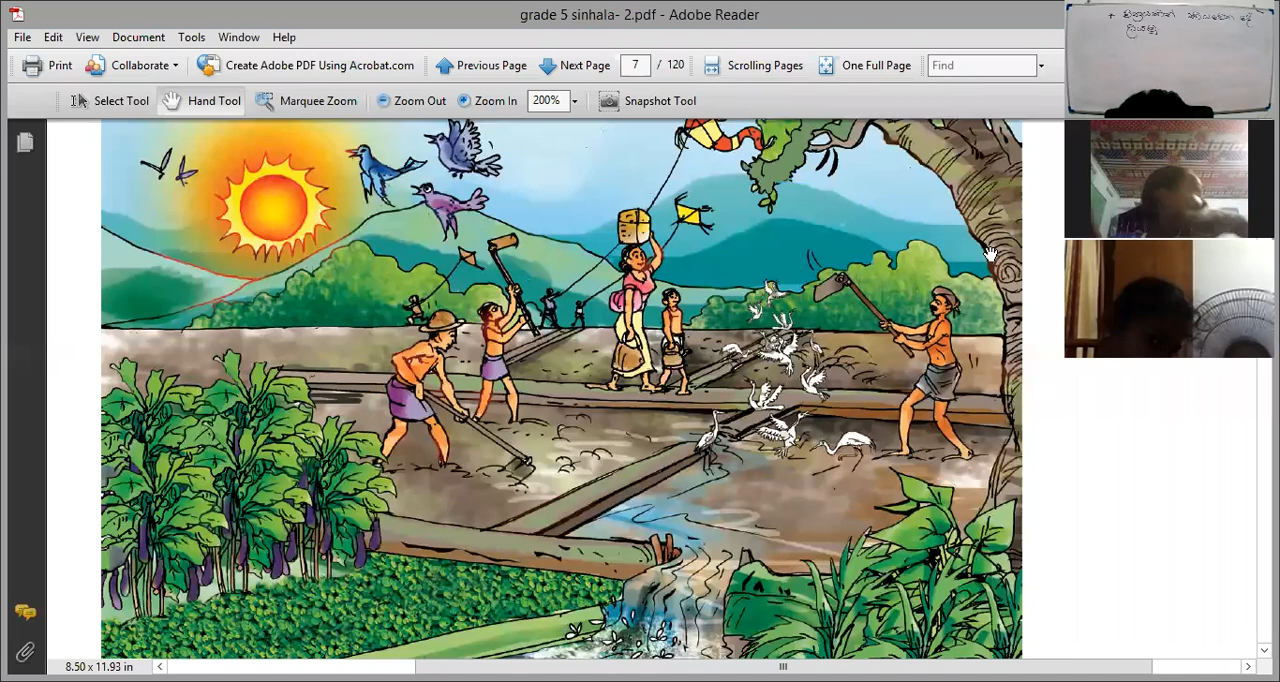 grade 5 sinhala- 2.pdf - Adobe Reader
File Edit View Document Tools Window Help
Print Collaborate Create Adobe PDF Using Acrobat.com Previous Page Next Page 7 / 120 Scrolling Pages One Full Page Find
Select Tool Hand Tool Marquee Zoom Zoom Out Zoom In 200% Snapshot Tool
8.50 x 11.93 in